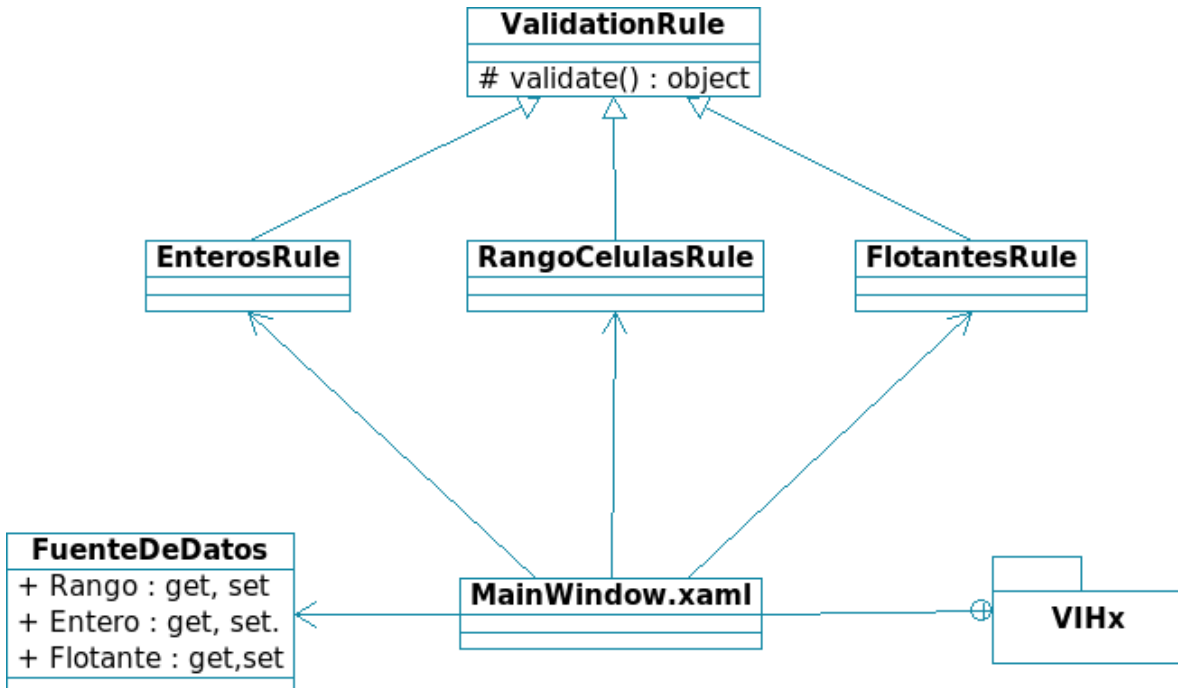 ValidationRule
# validate() : object
EnterosRule
RangoCelulasRule
FlotantesRule
FuenteDeDatos
+ Rango : get, set
+ Entero : get, set.
+ Flotante : get,set
MainWindow.xaml
VIHx